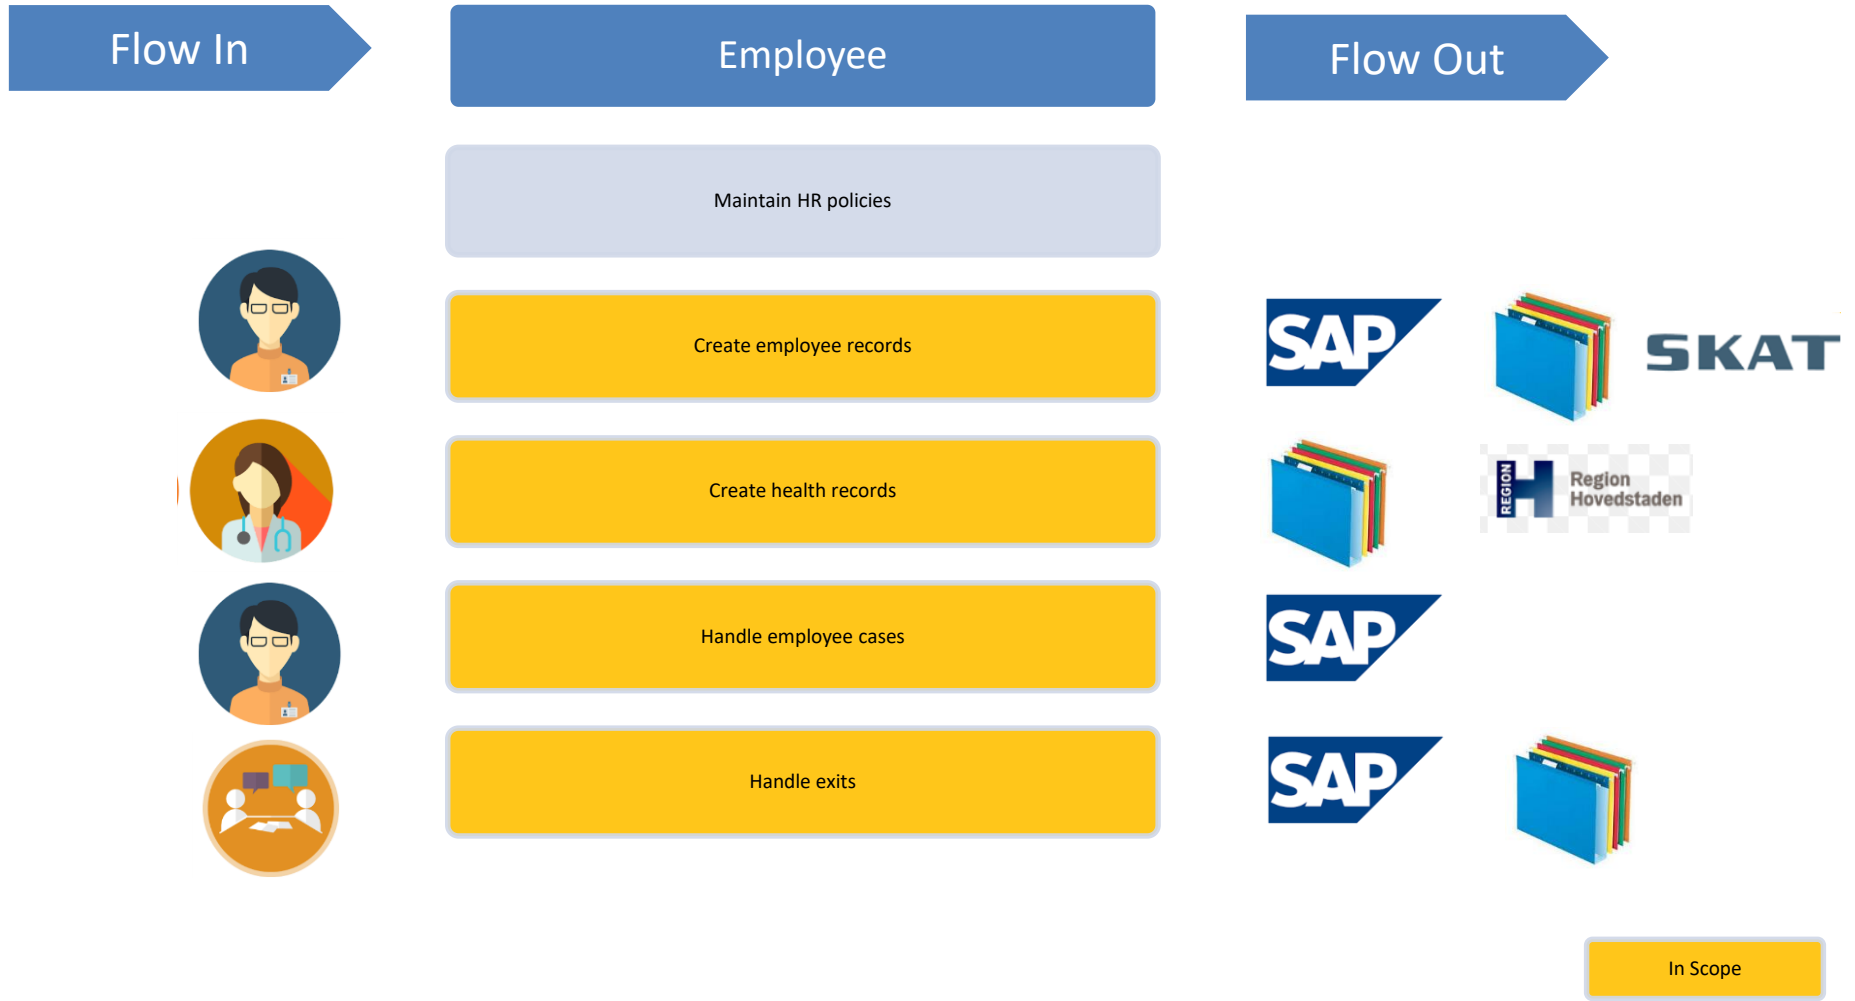 Flow In
Employee
Flow Out
Maintain HR policies
Create employee records
SAP
SKAT
Create health records
REGION
H
Region
Hovedstaden
Handle employee cases
SAP
Handle exits
SAP
In Scope